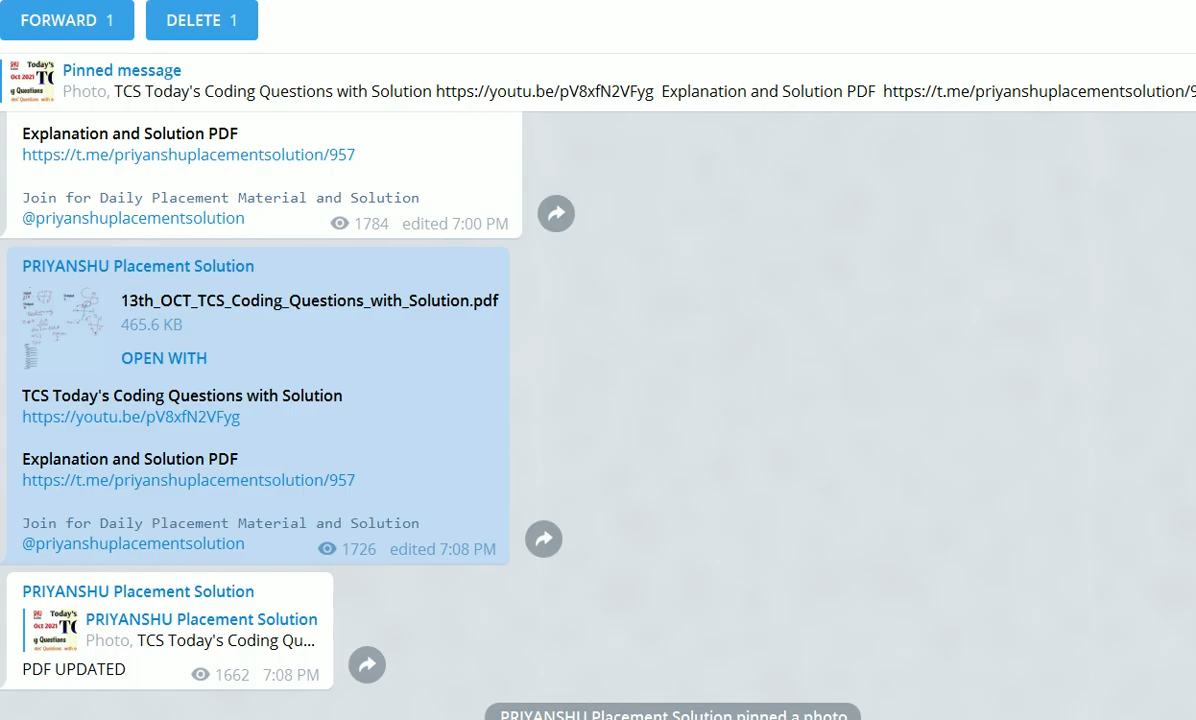 FORWARD 1 DELETE 1
Pinned message
Photo, TCS Today's Coding Questions with Solution https://youtu.be/pV8xfN2VFyg Explanation and Solution PDF https://t.me/priyanshuplacementsolution/9
Explanation and Solution PDF
https://t.me/priyanshuplacementsolution/957
Join for Daily Placement Material and Solution
@priyanshuplacementsolution 1784 edited 7:00 PM
PRIYANSHU Placement Solution
13th_OCT_TCS_Coding_Questions_with_Solution.pdf
465.6 KB
OPEN WITH
TCS Today's Coding Questions with Solution
https://youtu.be/pV8xfN2VFyg
Explanation and Solution PDF
https://t.me/priyanshuplacementsolution/957
Join for Daily Placement Material and Solution
@priyanshuplacementsolution 1726 edited 7:08 PM
PRIYANSHU Placement Solution
PRIYANSHU Placement Solution
Photo, TCS Today's Coding Qu...
PDF UPDATED 1662 7:08 PM
PRIYANSHU Placement Solution pinned a photo